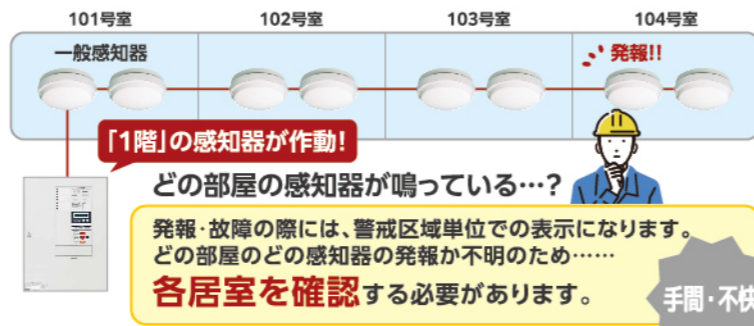 101号室
102号室
103号室
104号室
一般感知器
発報!!
「1階」の感知器が作動！
どの部屋の感知器が鳴っている…？
発報・故障の際には、警戒区域単位での表示になります。
どの部屋のどの感知器の発報か不明のため……
各居室を確認する必要があります。
手間・不快